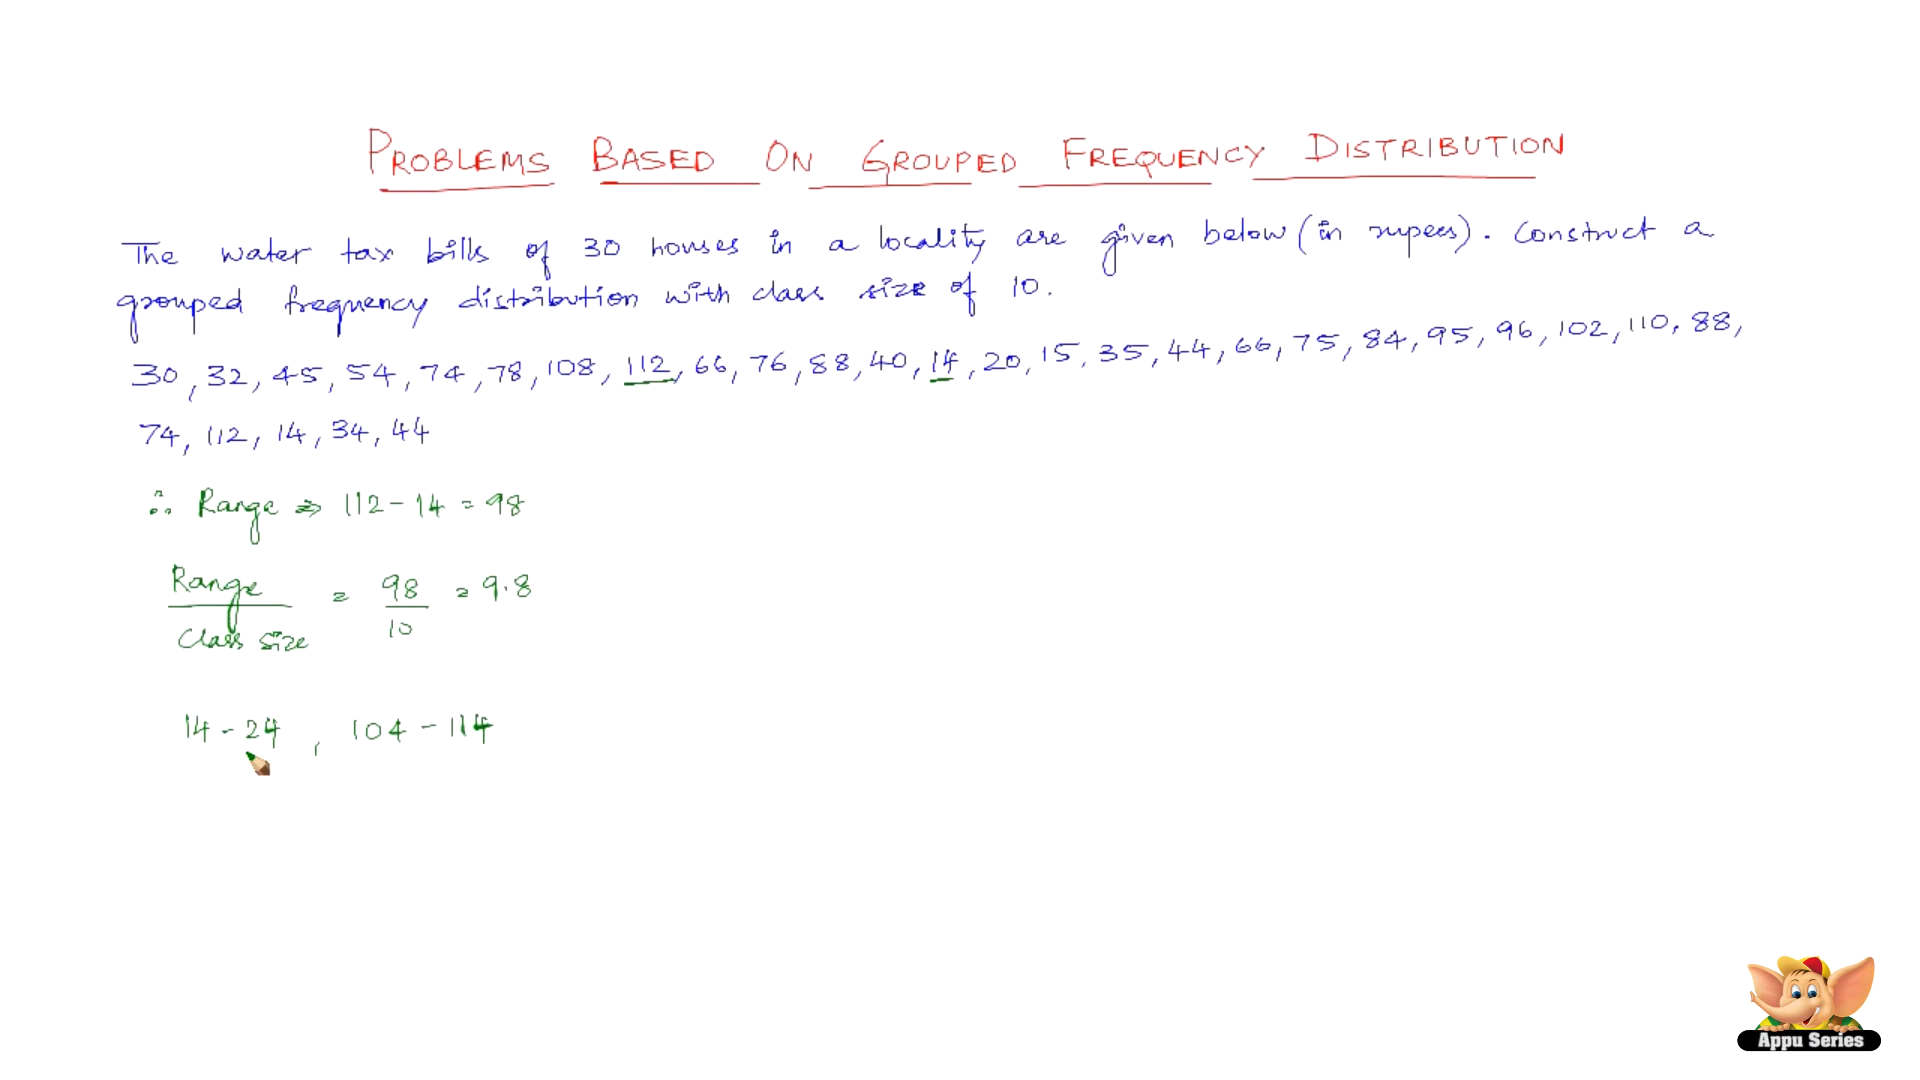 PROBLEMS BASED ON GROUPED FREQUENCY DISTRIBUTION
The water tax bills of 30 houses in a locality are given below (in rupees). Construct a
grouped frequency distribution with class size of 10.
30, 32, 45, 54, 74, 78, 108, 112, 66, 76, 88, 40, 14, 20, 15, 35, 44, 66, 75, 84, 95, 96, 102, 110, 88,
74, 112, 14, 34, 44
∴ Range ⇒ 112 - 14 = 98
Range / Class size = 98 / 10 = 9.8
14 - 24 , 104 - 114
Appu Series